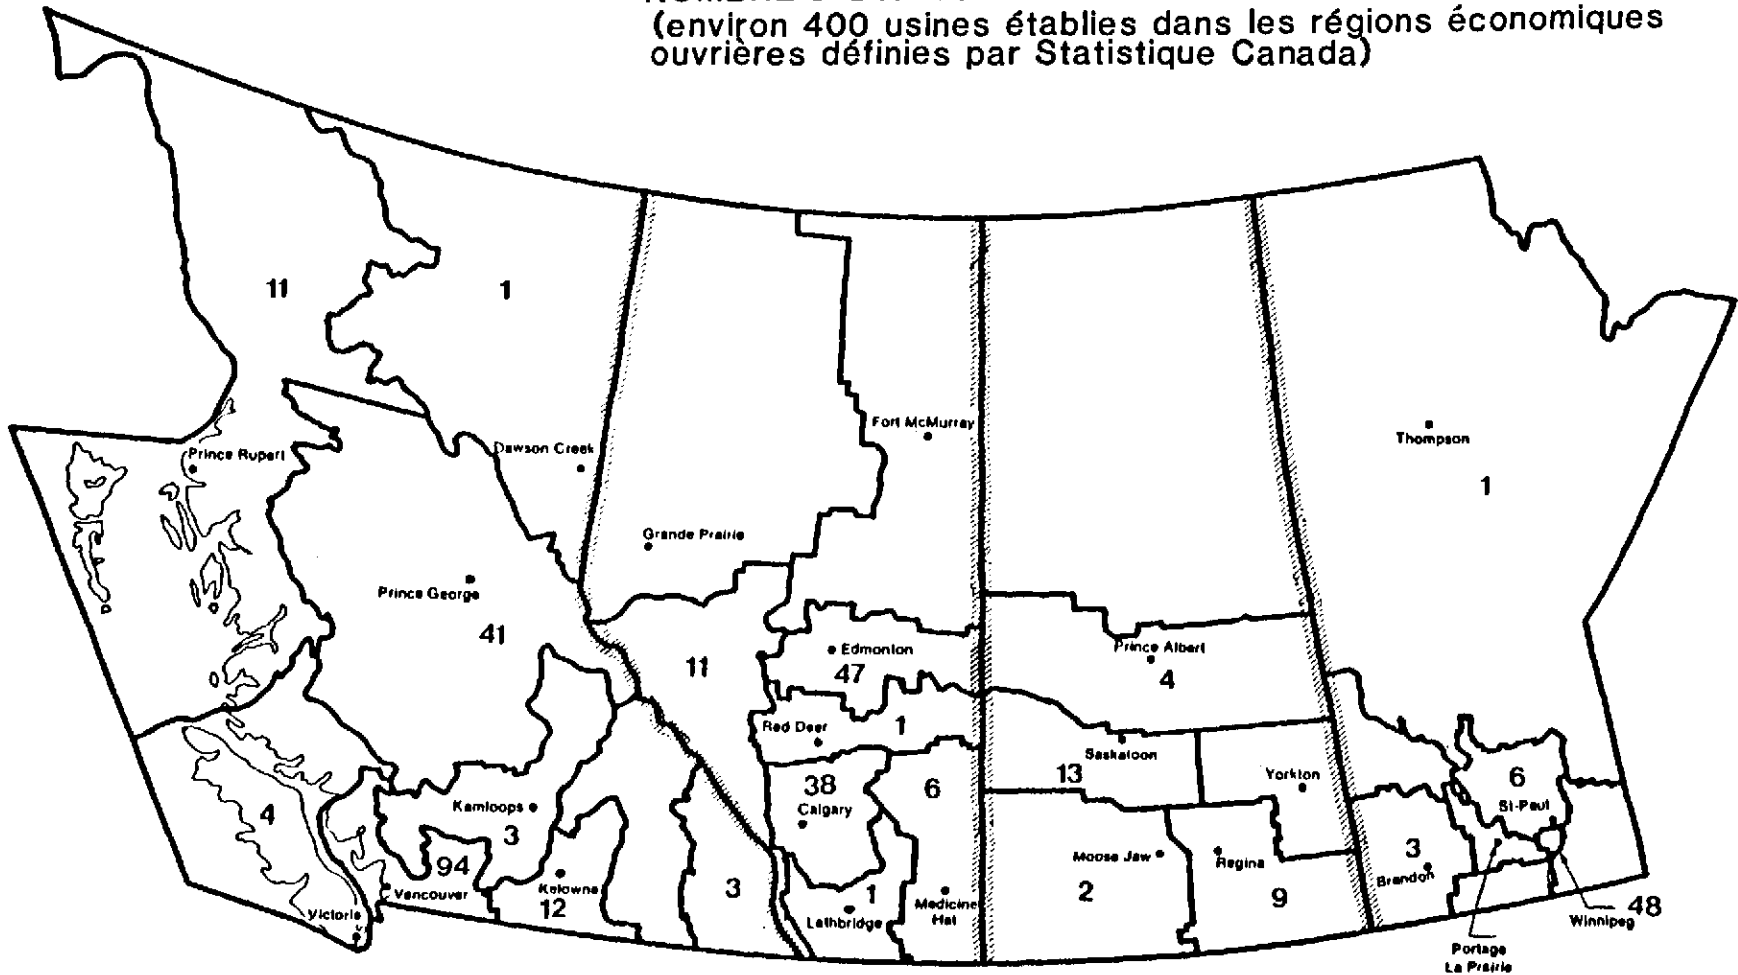 (environ 400 usines établies dans les régions économiques
ouvrières définies par Statistique Canada)
11
1
Fort McMurray
Thompson
Prince Rupert
Dawson Creek
1
Grande Prairie
Prince George
41
11
Edmonton
47
Prince Albert
4
Red Deer
1
Saskatoon
13
Yorkton
38
Calgary
6
6
St-Paul
Kamloops
3
4
94
Vancouver
Kelowna
12
3
1
Lethbridge
Medicine
Hat
Moose Jaw
2
Regina
9
3
Brandon
Victoria
48
Winnipeg
Portage
La Prairie